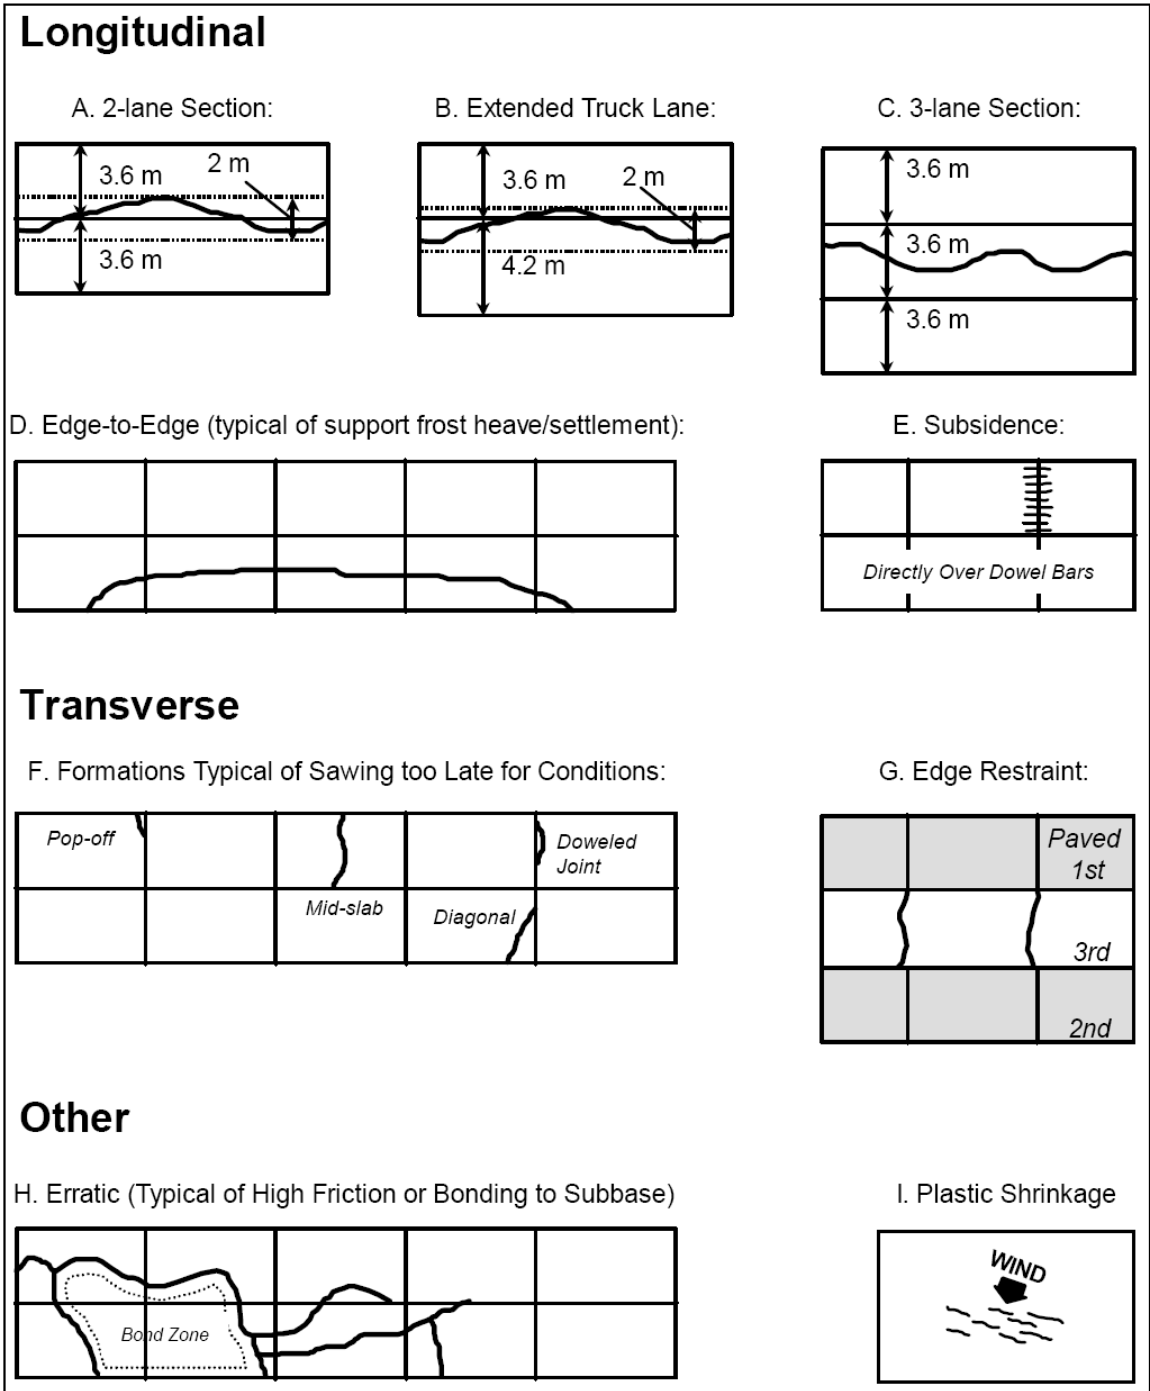 Longitudinal
A. 2-lane Section:
B. Extended Truck Lane:
C. 3-lane Section:
3.6 m
2 m
3.6 m
3.6 m
2 m
4.2 m
3.6 m
3.6 m
3.6 m
D. Edge-to-Edge (typical of support frost heave/settlement):
E. Subsidence:
Directly Over Dowel Bars
Transverse
F. Formations Typical of Sawing too Late for Conditions:
G. Edge Restraint:
Pop-off
Mid-slab
Diagonal
Doweled
Joint
Paved
1st
3rd
2nd
Other
H. Erratic (Typical of High Friction or Bonding to Subbase)
I. Plastic Shrinkage
Bond Zone
WIND